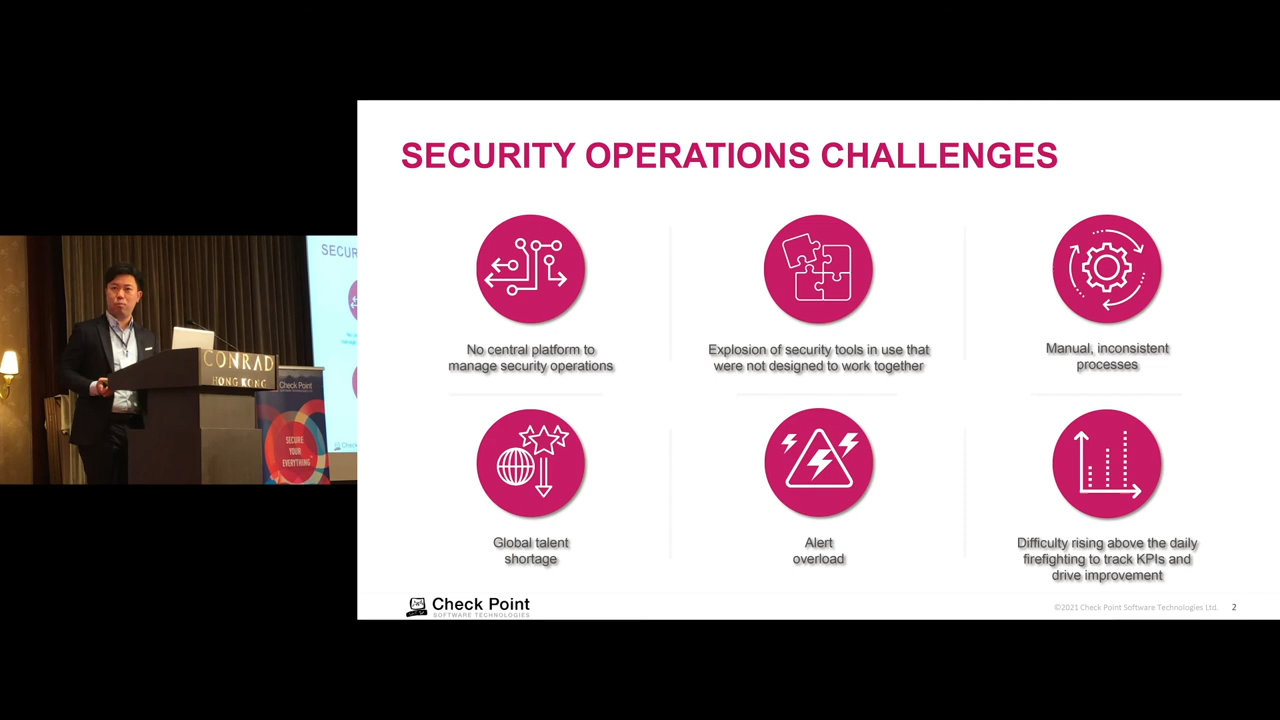 SECURITY OPERATIONS CHALLENGES
No central platform to
manage security operations
Explosion of security tools in use that
were not designed to work together
Manual, inconsistent
processes
Global talent
shortage
Alert
overload
Difficulty rising above the daily
firefighting to track KPIs and
drive improvement
Check Point
SOFTWARE TECHNOLOGIES
©2021 Check Point Software Technologies Ltd.
2
SECUR
CONRAD
HONG KONG
Check Point
SECURE
YOUR
EVERYTHING
Check